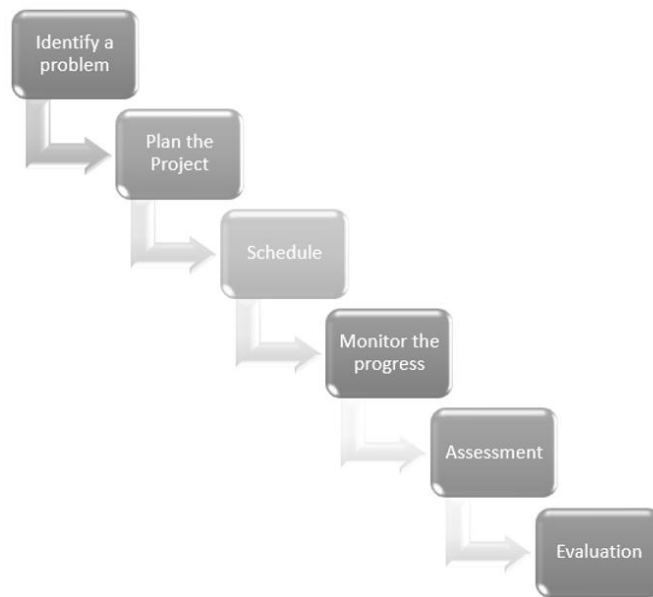 Identify a
problem
Plan the
Project
Schedule
Monitor the
progress
Assessment
Evaluation